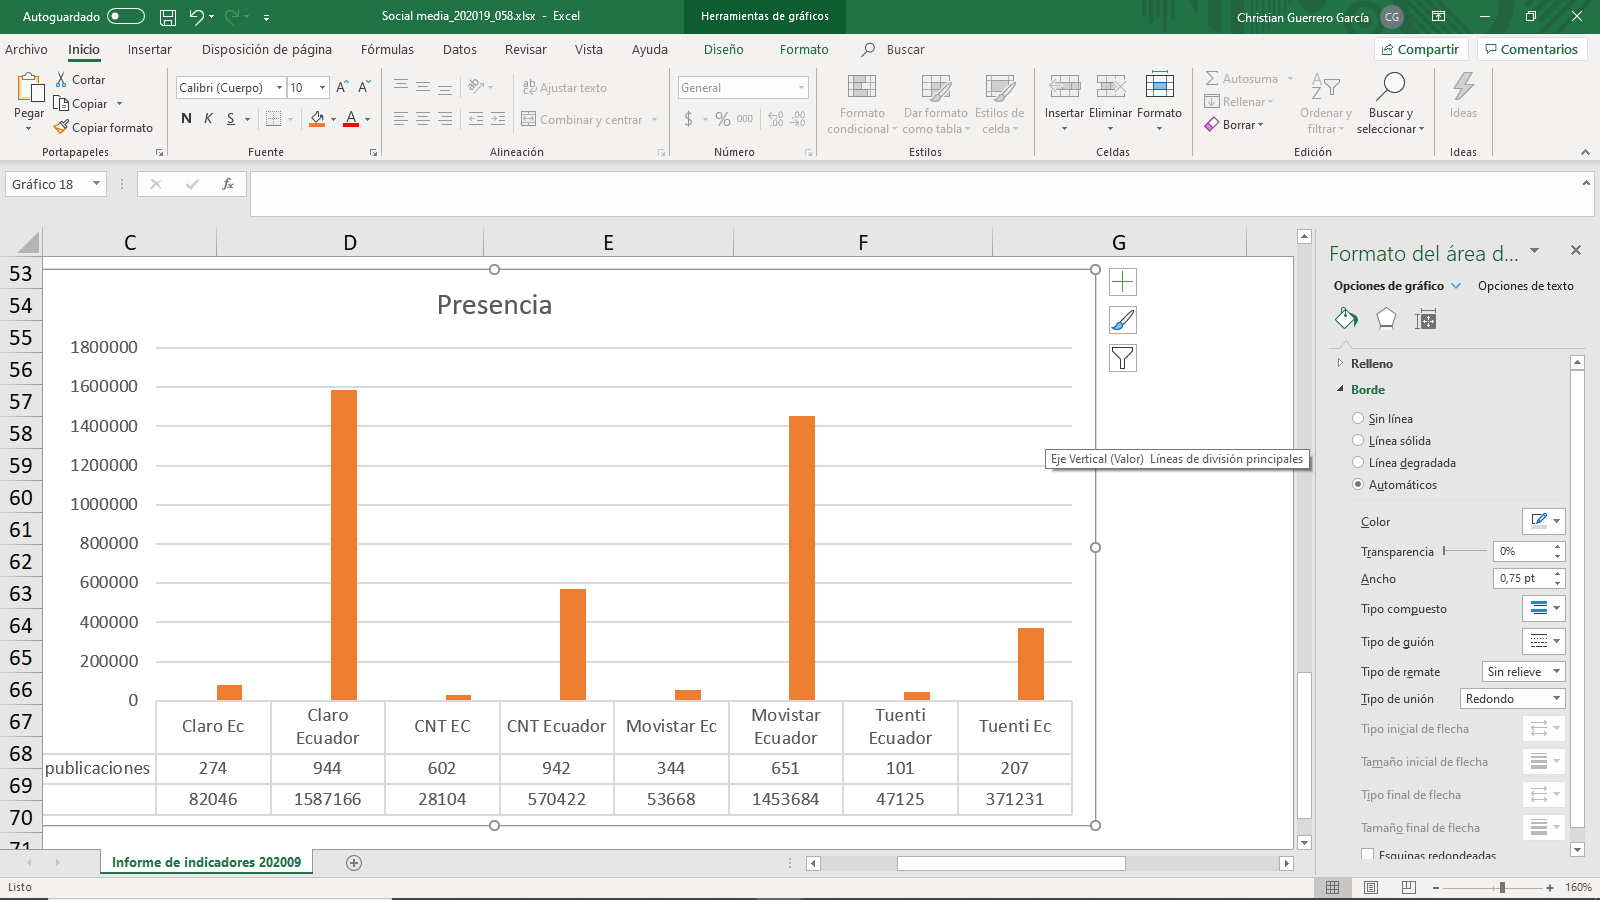 Autoguardado
Social media_202019_058.xlsx - Excel
Herramientas de gráficos
Christian Guerrero García
CG
Archivo Inicio Insertar Disposición de página Fórmulas Datos Revisar Vista Ayuda Diseño Formato Buscar
Compartir Comentarios
Pegar
Cortar
Copiar
Copiar formato
Portapapeles
Calibri (Cuerpo) 10
A A
N K S A
Fuente
Ajustar texto
Combinar y centrar
Alineación
General
$ % 000
Número
Formato condicional
Dar formato como tabla
Estilos de celda
Estilos
Insertar Eliminar Formato
Celdas
Autosuma
Rellenar
Borrar
Ordenar y filtrar
Buscar y seleccionar
Edición
Ideas
Ideas
Gráfico 18
fx
C D E F G
53
54
55
56
57
58
59
60
61
62
63
64
65
66
67
68
69
70
71
Presencia
1800000
1600000
1400000
1200000
1000000
800000
600000
400000
200000
0
Claro Ec Claro Ecuador CNT EC CNT Ecuador Movistar Ec Movistar Ecuador Tuenti Ecuador Tuenti Ec
publicaciones 274 944 602 942 344 651 101 207
82046 1587166 28104 570422 53668 1453684 47125 371231
Eje Vertical (Valor) Líneas de división principales
Formato del área d...
Opciones de gráfico Opciones de texto
Relleno
Borde
Sin línea
Línea sólida
Línea degradada
Automáticos
Color
Transparencia 0%
Ancho 0,75 pt
Tipo compuesto
Tipo de guión
Tipo de remate Sin relieve
Tipo de unión Redondo
Tipo inicial de flecha
Tamaño inicial de flecha
Tipo final de flecha
Tamaño final de flecha
Esquinas redondeadas
Informe de indicadores 202009
Listo
160%